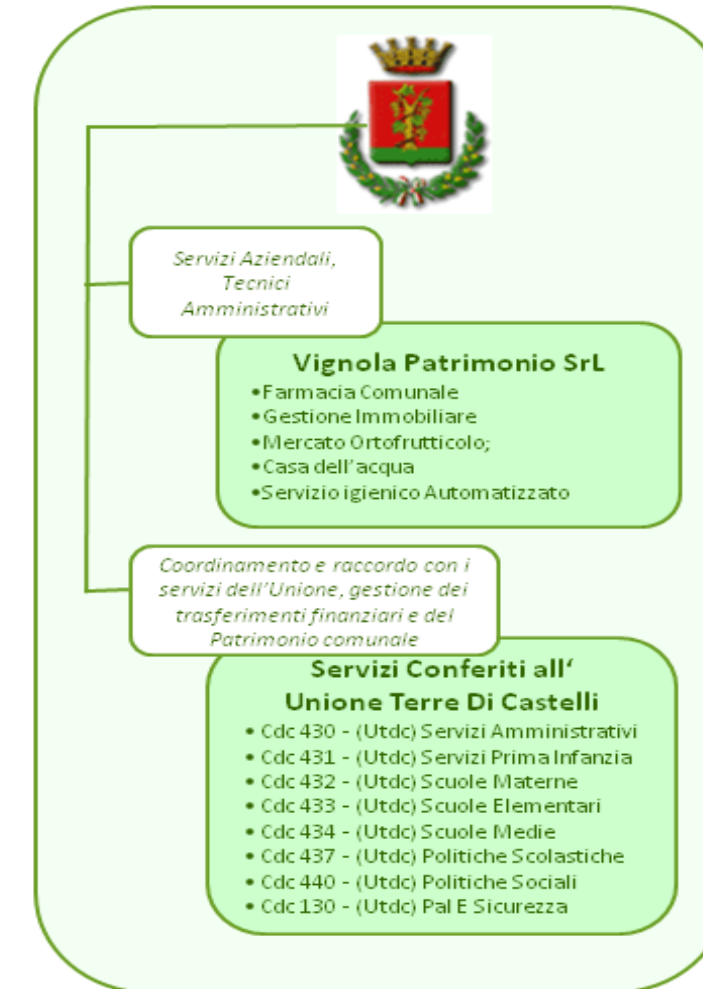 Servizi Aziendali,
Tecnici
Amministrativi
Vignola Patrimonio SrL
•Farmacia Comunale
•Gestione Immobiliare
•Mercato Ortofrutticolo;
•Casa dell'acqua
•Servizio igienico Automatizzato
Coordinamento e raccordo con i
servizi dell'Unione, gestione dei
trasferimenti finanziari e del
Patrimonio comunale
Servizi Conferiti all'
Unione Terre Di Castelli
• Cdc 430 - (Utdc) Servizi Amministrativi
• Cdc 431 - (Utdc) Servizi Prima Infanzia
• Cdc 432 - (Utdc) Scuole Materne
• Cdc 433 - (Utdc) Scuole Elementari
• Cdc 434 - (Utdc) Scuole Medie
• Cdc 437 - (Utdc) Politiche Scolastiche
• Cdc 440 - (Utdc) Politiche Sociali
• Cdc 130 - (Utdc) Pal E Sicurezza